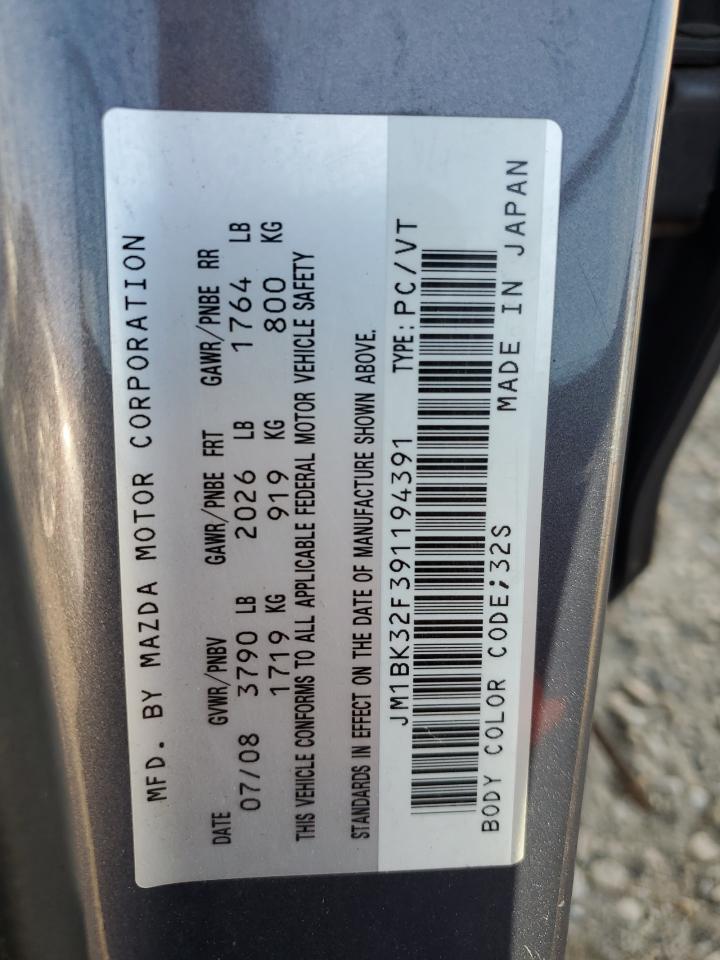 MFD. BY MAZDA MOTOR CORPORATION
DATE GVWR/PNBV GAWR/PNBE FRT GAWR/PNBE RR
07/08 3790 LB 2026 LB 1764 LB
1719 KG 919 KG 800 KG
THIS VEHICLE CONFORMS TO ALL APPLICABLE FEDERAL MOTOR VEHICLE SAFETY
STANDARDS IN EFFECT ON THE DATE OF MANUFACTURE SHOWN ABOVE.
JM1BK32F391194391 TYPE:PC/VT
BODY COLOR CODE;32S MADE IN JAPAN